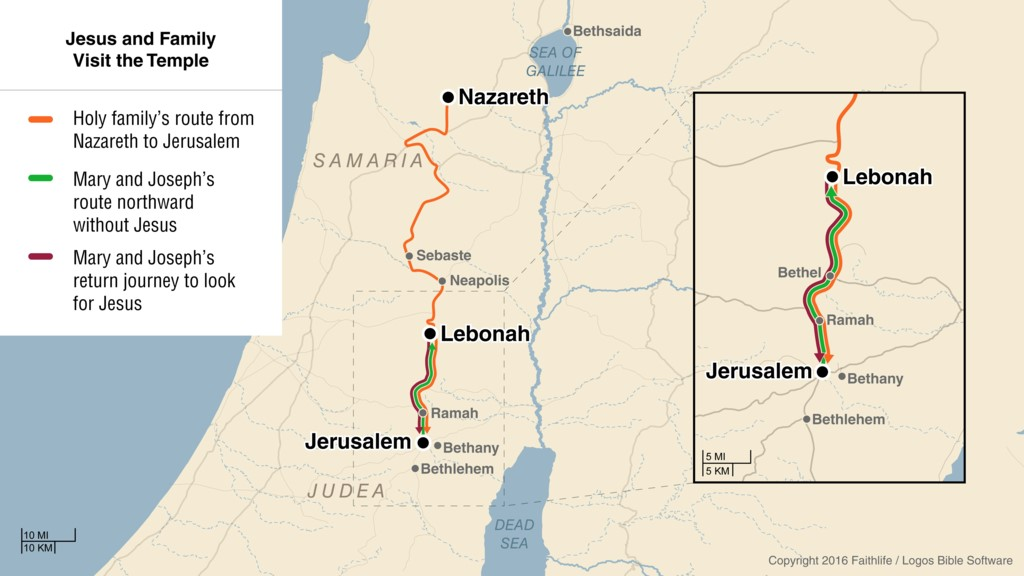 Jesus and Family
Visit the Temple
Holy family's route from
Nazareth to Jerusalem
Mary and Joseph's
route northward
without Jesus
Mary and Joseph's
return journey to look
for Jesus
Bethsaida
SEA OF
GALILEE
Nazareth
SAMARIA
Sebaste
Neapolis
Lebonah
Ramah
Jerusalem
Bethany
Bethlehem
JUDEA
DEAD
SEA
10 MI
10 KM
Lebonah
Bethel
Ramah
Jerusalem
Bethany
Bethlehem
5 MI
5 KM
Copyright 2016 Faithlife / Logos Bible Software